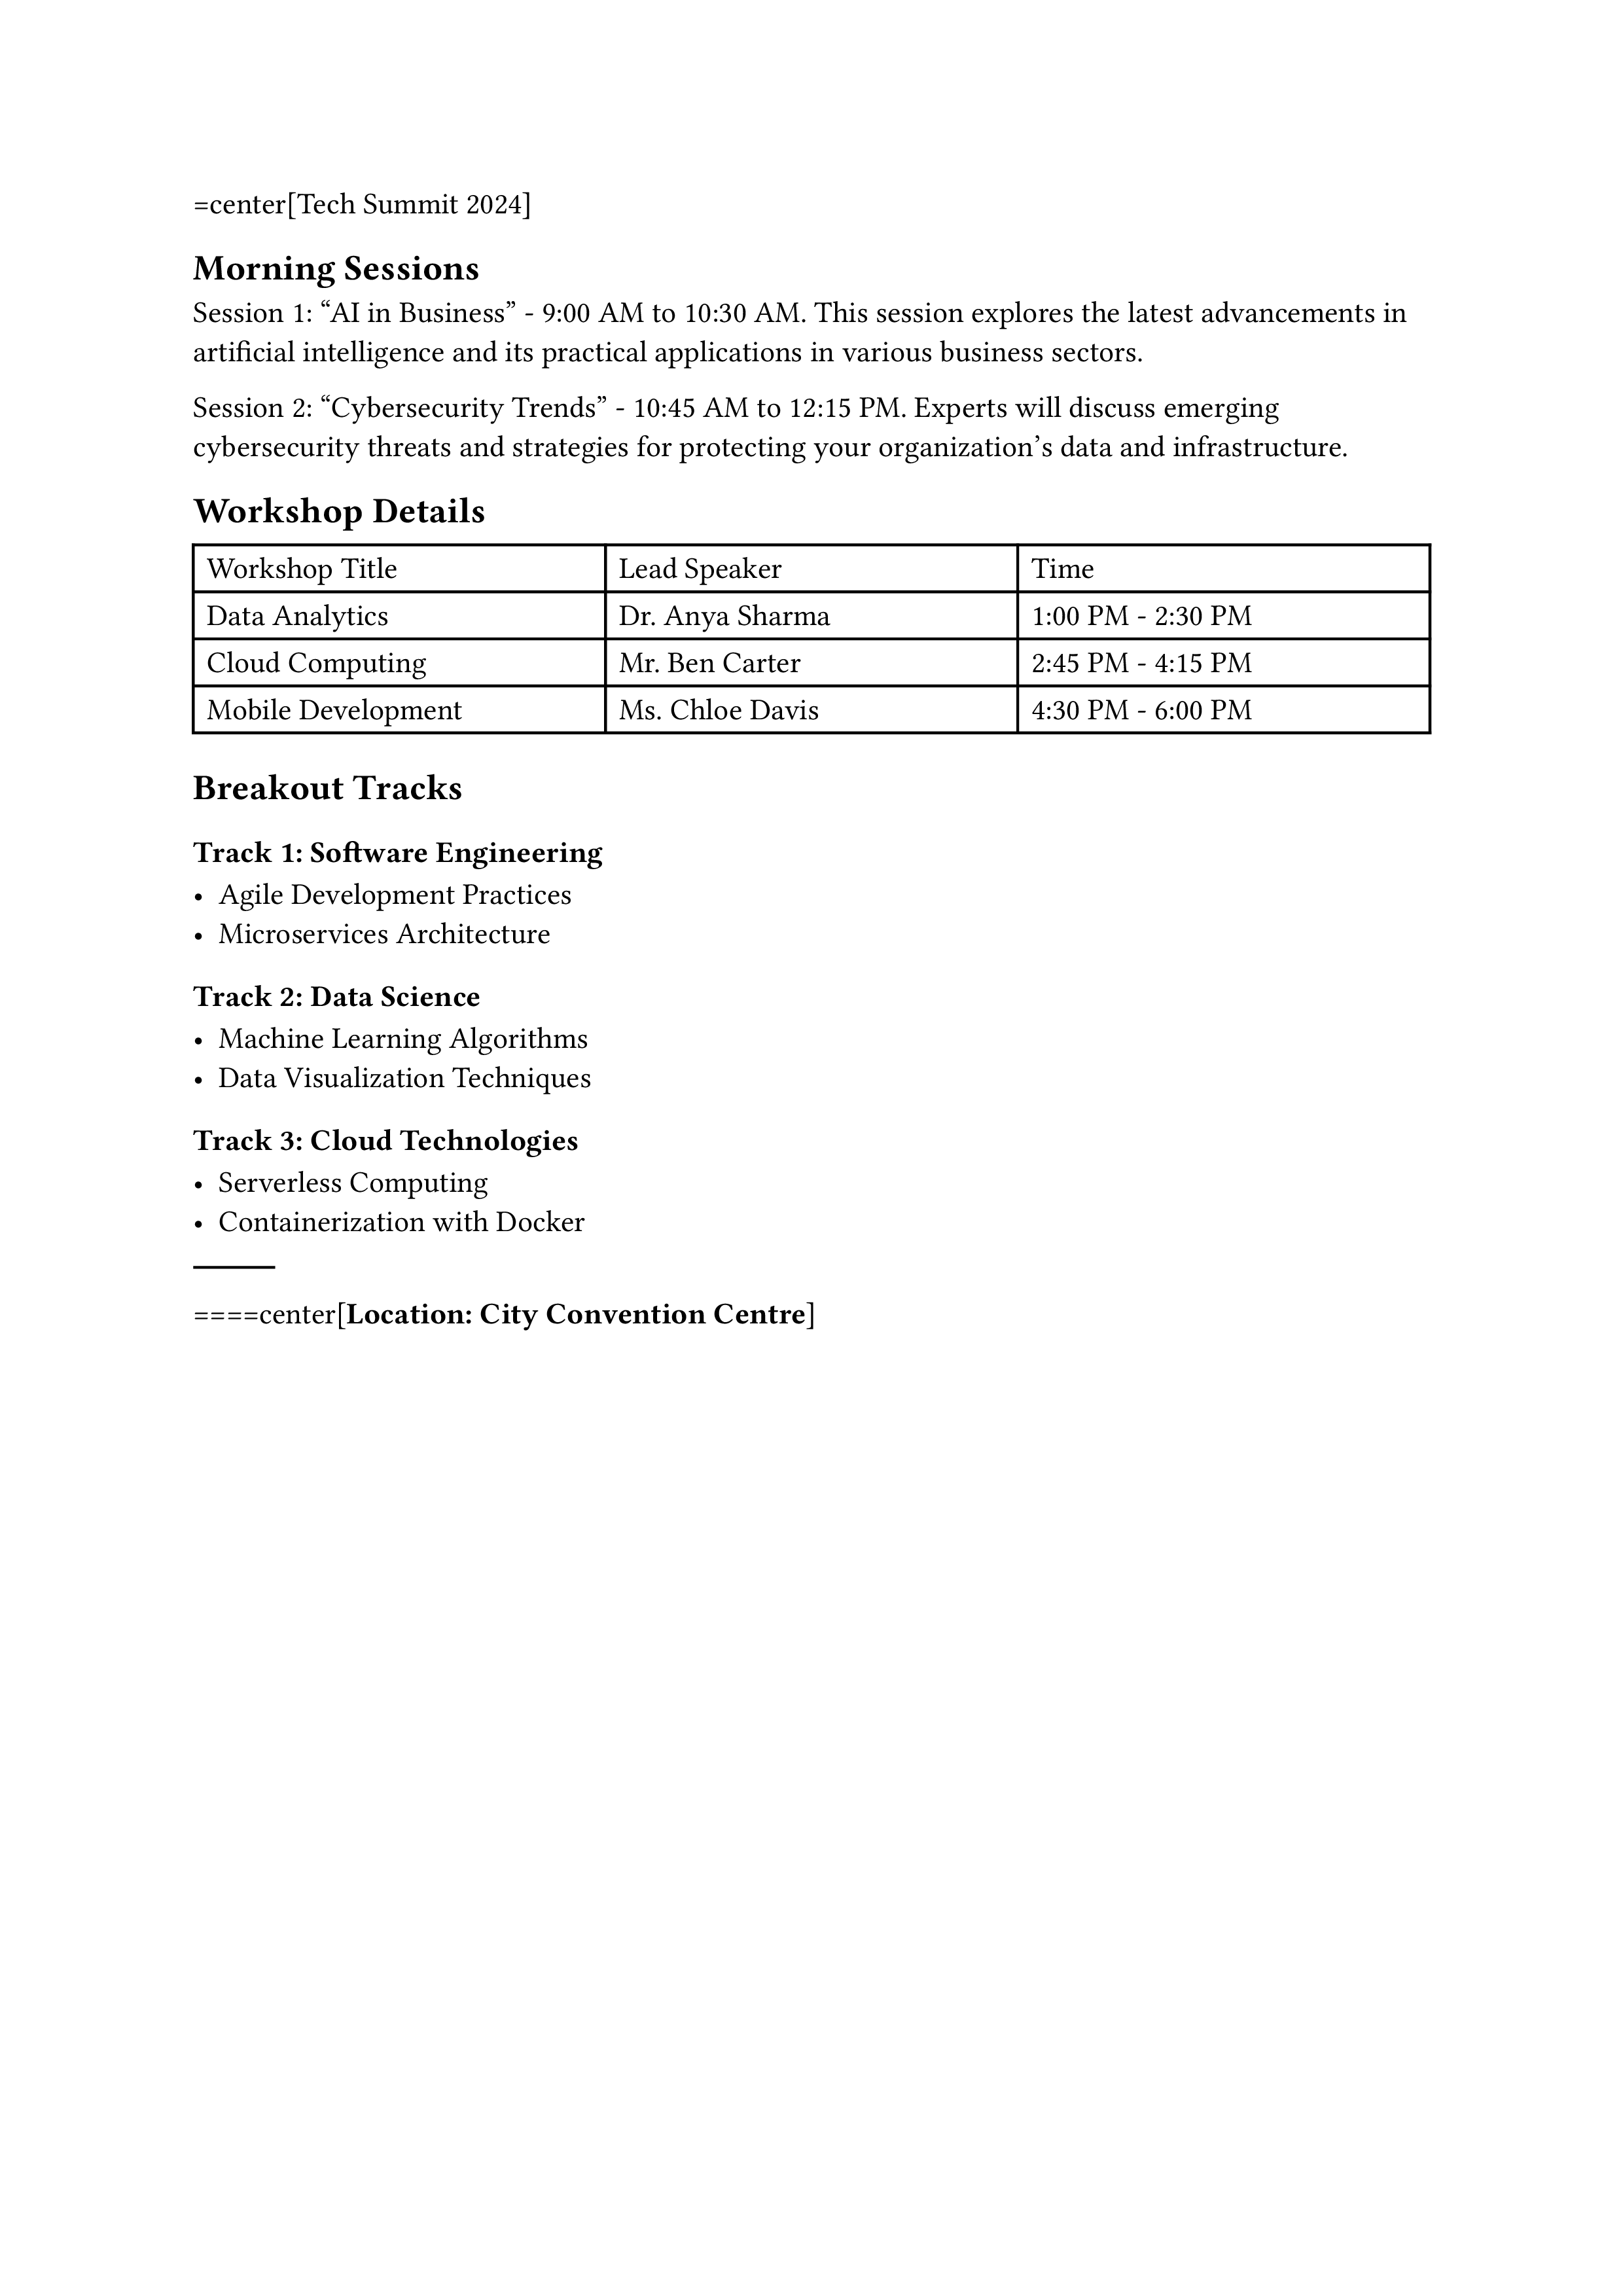 =center[Tech Summit 2024]
Morning Sessions
Session 1: “AI in Business” - 9:00 AM to 10:30 AM. This session explores the latest advancements in
artificial intelligence and its practical applications in various business sectors.
Session 2: “Cybersecurity Trends” - 10:45 AM to 12:15 PM. Experts will discuss emerging
cybersecurity threats and strategies for protecting your organization’s data and infrastructure.
Workshop Details
Workshop Title Lead Speaker Time
Data Analytics Dr. Anya Sharma 1:00 PM - 2:30 PM
Cloud Computing Mr. Ben Carter 2:45 PM - 4:15 PM
Mobile Development Ms. Chloe Davis 4:30 PM - 6:00 PM
Breakout Tracks
Track 1: Software Engineering
• Agile Development Practices
• Microservices Architecture
Track 2: Data Science
• Machine Learning Algorithms
• Data Visualization Techniques
Track 3: Cloud Technologies
• Serverless Computing
• Containerization with Docker
====center[Location: City Convention Centre]